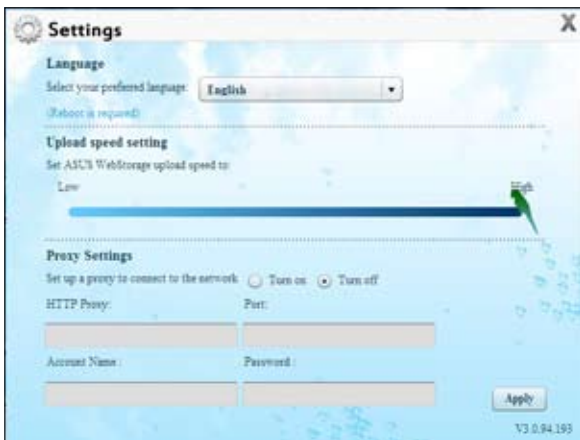 Settings
X
Language
Select your preferred language: English
(Reboot is required)
Upload speed setting
Set ASUS WebStorage upload speed to:
Low High
Proxy Settings
Set up a proxy to connect to the network Turn on Turn off
HTTP Proxy: Port:
Account Name : Password :
Apply
V3.0.94.193